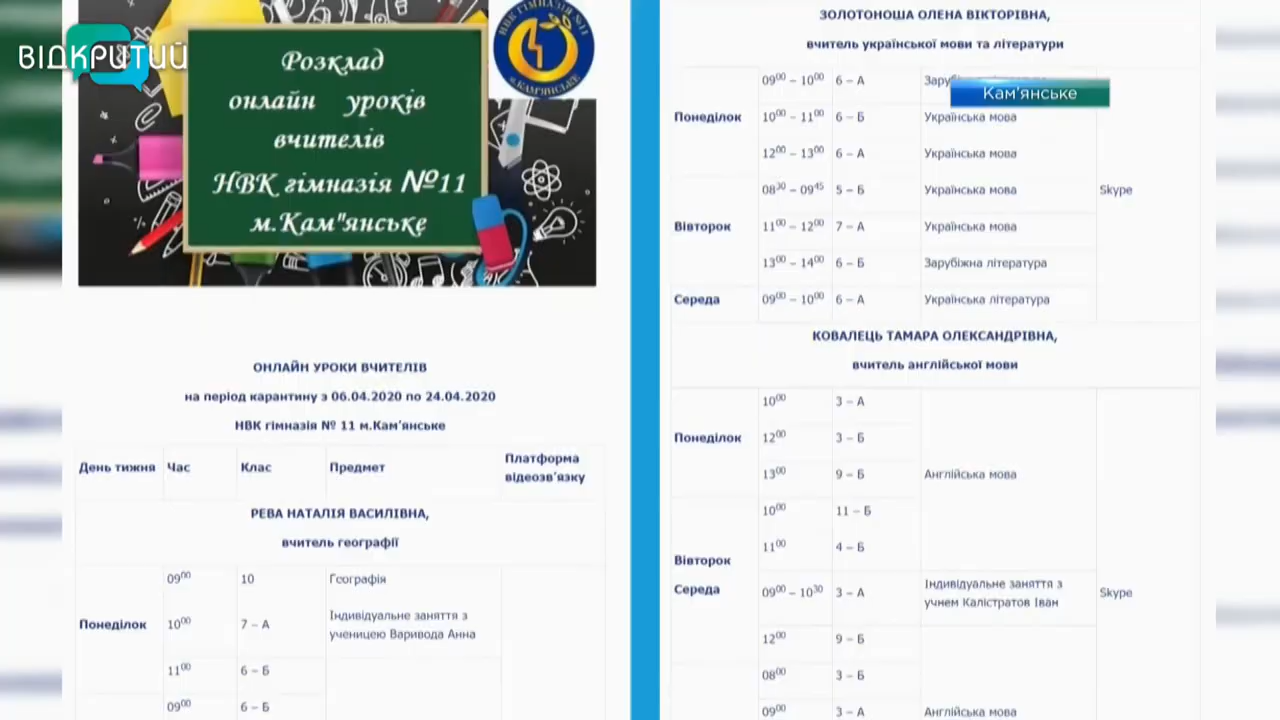 ВІДКРИТИЙ
Розклад
онлайн уроків
вчителів
НВК гімназія №11
м.Кам"янське
НВК ГІМНАЗІЯ №11
м.КАМ'ЯНСЬКЕ
ОНЛАЙН УРОКИ ВЧИТЕЛІВ
на період карантину з 06.04.2020 по 24.04.2020
НВК гімназія № 11 м.Кам'янське
День тижня Час Клас Предмет Платформа відеозв'язку
РЕВА НАТАЛІЯ ВАСИЛІВНА,
вчитель географії
09⁰⁰ 10 Географія
Понеділок 10⁰⁰ 7 – А Індивідуальне заняття з
ученицею Варивода Анна
11⁰⁰ 6 – Б
09⁰⁰ 6 – Б
Кам'янське
ЗОЛОТОНОША ОЛЕНА ВІКТОРІВНА,
вчитель української мови та літератури
09⁰⁰ – 10⁰⁰ 6 – А
Понеділок 10⁰⁰ – 11⁰⁰ 6 – Б Українська мова
12⁰⁰ – 13⁰⁰ 6 – А Українська мова
08³⁰ – 09⁴⁵ 5 – Б Українська мова Skype
Вівторок 11⁰⁰ – 12⁰⁰ 7 – А Українська мова
13⁰⁰ – 14⁰⁰ 6 – Б Зарубіжна література
Середа 09⁰⁰ – 10⁰⁰ 6 – А Українська література
КОВАЛЕЦЬ ТАМАРА ОЛЕКСАНДРІВНА,
вчитель англійської мови
10⁰⁰ 3 – А
Понеділок 12⁰⁰ 3 – Б
13⁰⁰ 9 – Б Англійська мова
10⁰⁰ 11 – Б
11⁰⁰ 4 – Б
Вівторок
Середа 09⁰⁰ – 10³⁰ 3 – А Індивідуальне заняття з
учнем Калістратов Іван Skype
12⁰⁰ 9 – Б
08⁰⁰ 3 – Б
09⁰⁰ 3 – А Англійська мова